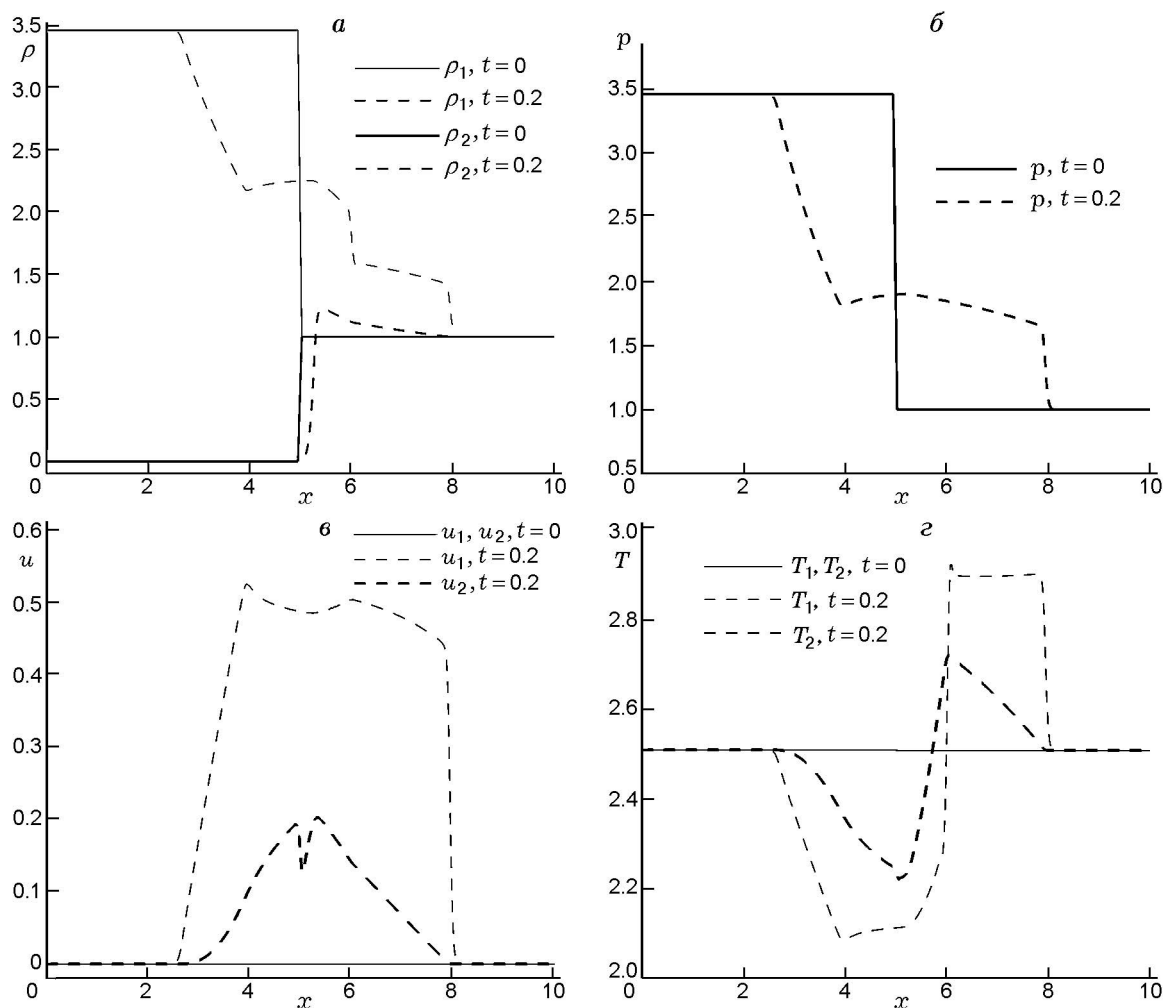 а
3.5
ρ
3.0
2.5
2.0
1.5
1.0
0.5
0
0 2 4 6 8 10
x
ρ₁, t = 0
ρ₁, t = 0.2
ρ₂, t = 0
ρ₂, t = 0.2
б
p
3.5
3.0
2.5
2.0
1.5
1.0
0.5
0 2 4 6 8 10
x
p, t = 0
p, t = 0.2
в
0.6
u
0.5
0.4
0.3
0.2
0.1
0
0 2 4 6 8 10
x
u₁, u₂, t = 0
u₁, t = 0.2
u₂, t = 0.2
г
3.0
T
2.8
2.6
2.4
2.2
2.0
0 2 4 6 8 10
x
T₁, T₂, t = 0
T₁, t = 0.2
T₂, t = 0.2